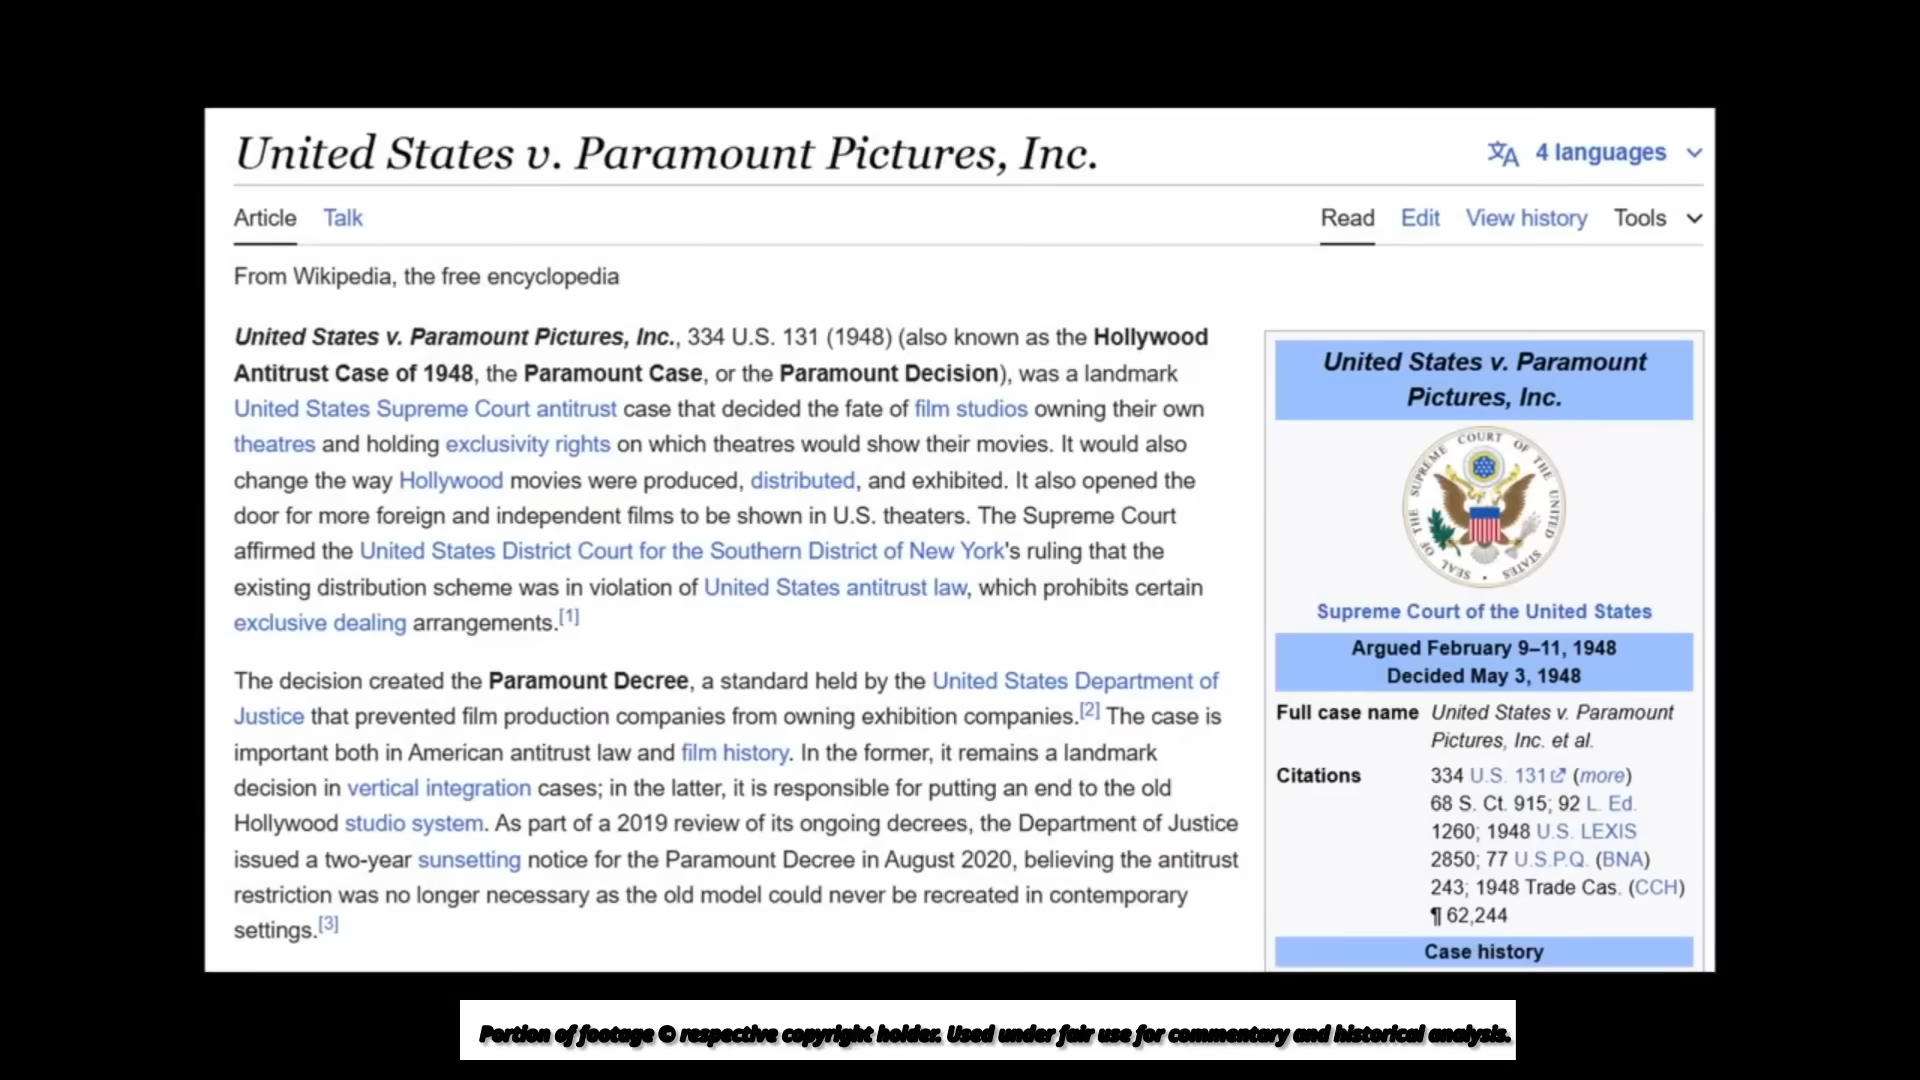 United States v. Paramount Pictures, Inc.
4 languages
Article Talk
Read Edit View history Tools
From Wikipedia, the free encyclopedia
United States v. Paramount Pictures, Inc., 334 U.S. 131 (1948) (also known as the Hollywood
Antitrust Case of 1948, the Paramount Case, or the Paramount Decision), was a landmark
United States Supreme Court antitrust case that decided the fate of film studios owning their own
theatres and holding exclusivity rights on which theatres would show their movies. It would also
change the way Hollywood movies were produced, distributed, and exhibited. It also opened the
door for more foreign and independent films to be shown in U.S. theaters. The Supreme Court
affirmed the United States District Court for the Southern District of New York's ruling that the
existing distribution scheme was in violation of United States antitrust law, which prohibits certain
exclusive dealing arrangements.[1]
The decision created the Paramount Decree, a standard held by the United States Department of
Justice that prevented film production companies from owning exhibition companies.[2] The case is
important both in American antitrust law and film history. In the former, it remains a landmark
decision in vertical integration cases; in the latter, it is responsible for putting an end to the old
Hollywood studio system. As part of a 2019 review of its ongoing decrees, the Department of Justice
issued a two-year sunsetting notice for the Paramount Decree in August 2020, believing the antitrust
restriction was no longer necessary as the old model could never be recreated in contemporary
settings.[3]
United States v. Paramount
Pictures, Inc.
SEAL OF THE SUPREME COURT OF THE UNITED STATES
Supreme Court of the United States
Argued February 9–11, 1948
Decided May 3, 1948
Full case name United States v. Paramount
Pictures, Inc. et al.
Citations 334 U.S. 131 (more)
68 S. Ct. 915; 92 L. Ed.
1260; 1948 U.S. LEXIS
2850; 77 U.S.P.Q. (BNA)
243; 1948 Trade Cas. (CCH)
¶ 62,244
Case history
Portion of footage © respective copyright holder. Used under fair use for commentary and historical analysis.